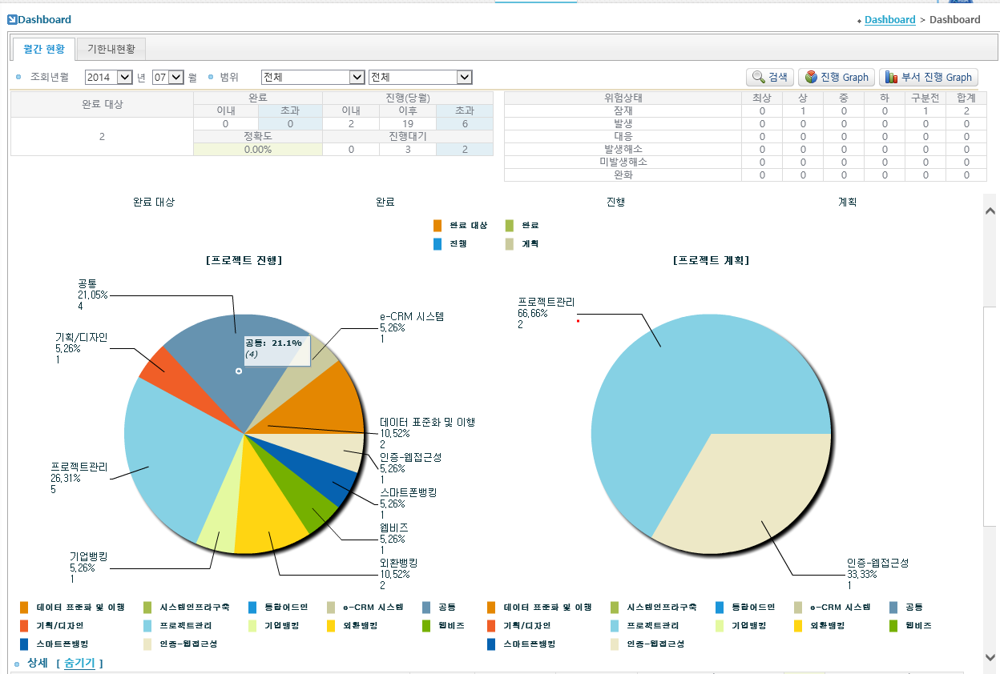 Dashboard
Dashboard > Dashboard
월간 현황 기한내현황
조회년월 2014 년 07 월 범위 전체 전체 검색 진행 Graph 부서 진행 Graph
완료 대상 완료 진행(당월)
이내 초과 이내 이후 초과
2 0 0 2 19 6
정확도 진행대기
0.00% 0 3 2
위험상태 최상 상 중 하 구분전 합계
잠재 0 1 0 0 1 2
발생 0 0 0 0 0 0
대응 0 0 0 0 0 0
발생해소 0 0 0 0 0 0
미발생해소 0 0 0 0 0 0
완화 0 0 0 0 0 0
완료 대상 완료 진행 계획
완료 대상 완료
진행 계획
[프로젝트 진행]
공통
21,05%
4
기획/디자인
5,26%
1
e-CRM 시스템
5,26%
1
공통: 21.1%
(4)
데이터 표준화 및 이행
10,52%
2
인증-웹접근성
5,26%
1
프로젝트관리
26,31%
5
스마트폰뱅킹
5,26%
1
웹비즈
5,26%
1
기업뱅킹
5,26%
1
외환뱅킹
10,52%
2
데이터 표준화 및 이행 시스템인프라구축 통합어드민 e-CRM 시스템 공통
기획/디자인 프로젝트관리 기업뱅킹 외환뱅킹 웹비즈
스마트폰뱅킹 인증-웹접근성
[프로젝트 계획]
프로젝트관리
66,66%
2
인증-웹접근성
33,33%
1
데이터 표준화 및 이행 시스템인프라구축 통합어드민 e-CRM 시스템 공통
기획/디자인 프로젝트관리 기업뱅킹 외환뱅킹 웹비즈
스마트폰뱅킹 인증-웹접근성
상세 [ 숨기기 ]